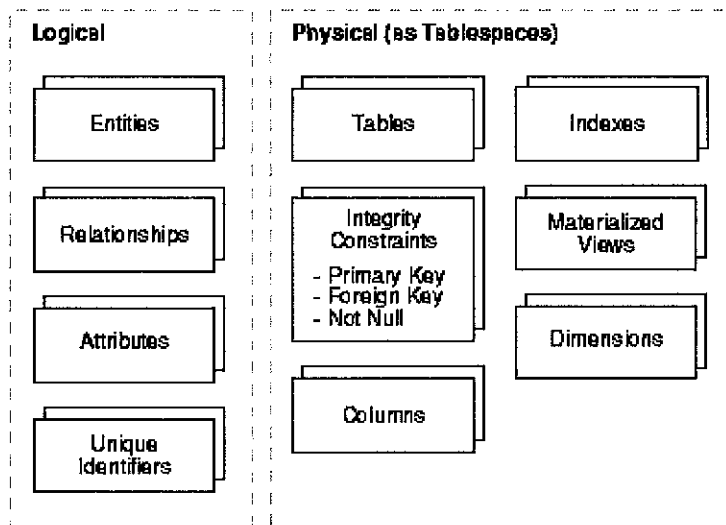 Logical
Entities
Relationships
Attributes
Unique
Identifiers
Physical (as Tablespaces)
Tables
Integrity
Constraints
- Primary Key
- Foreign Key
- Not Null
Columns
Indexes
Materialized
Views
Dimensions